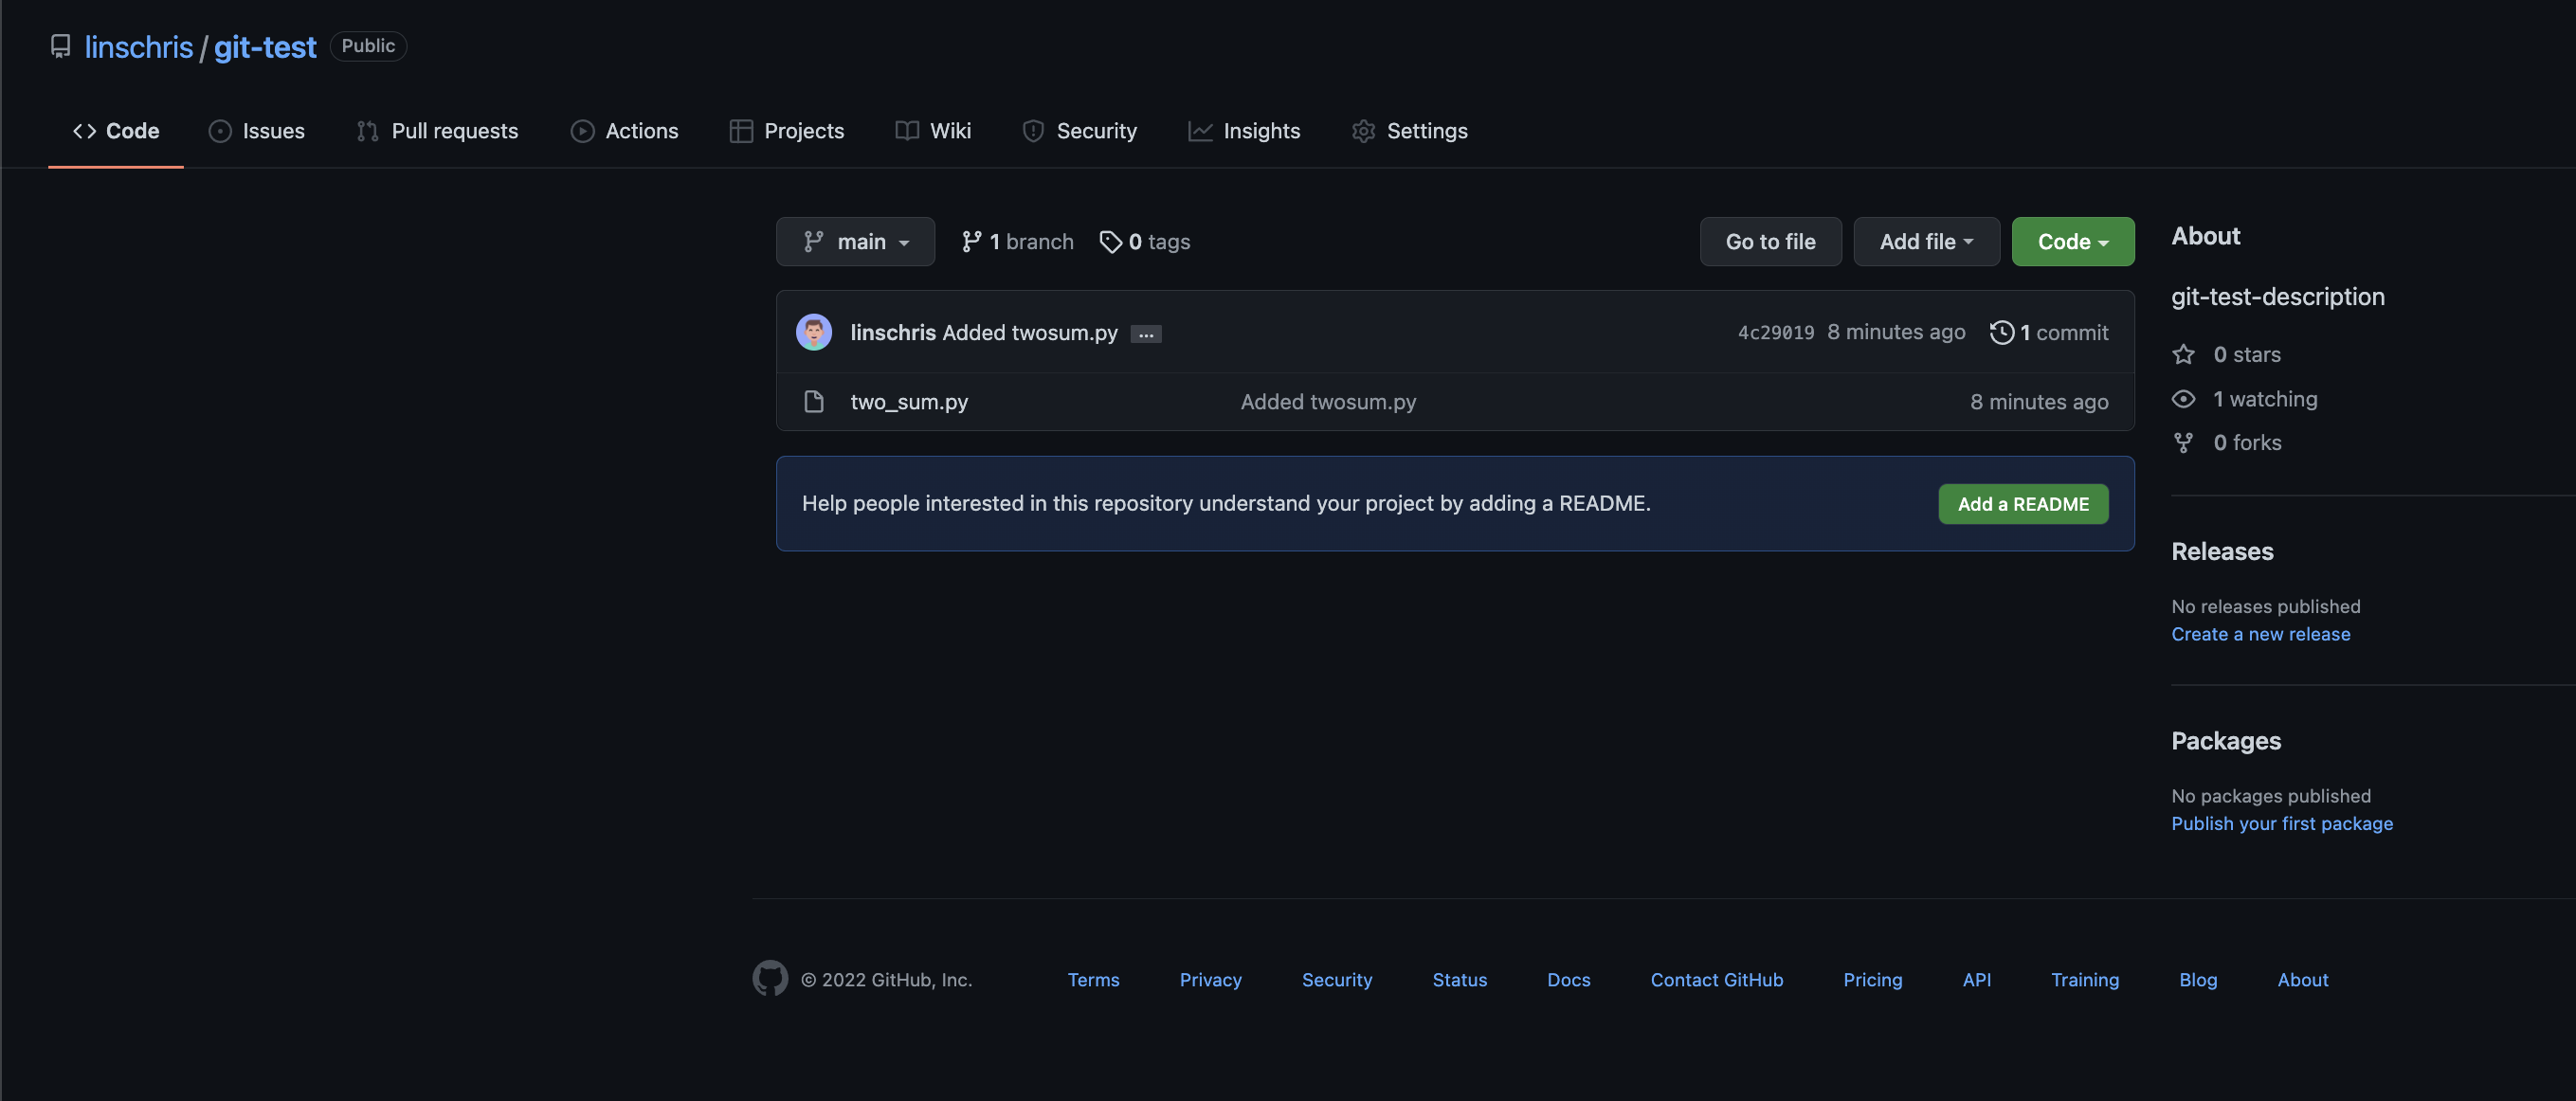 linschris / git-test Public
Code Issues Pull requests Actions Projects Wiki Security Insights Settings
main 1 branch 0 tags Go to file Add file Code
linschris Added twosum.py ... 4c29019 8 minutes ago 1 commit
two_sum.py Added twosum.py 8 minutes ago
Help people interested in this repository understand your project by adding a README. Add a README
About
git-test-description
0 stars
1 watching
0 forks
Releases
No releases published
Create a new release
Packages
No packages published
Publish your first package
© 2022 GitHub, Inc. Terms Privacy Security Status Docs Contact GitHub Pricing API Training Blog About